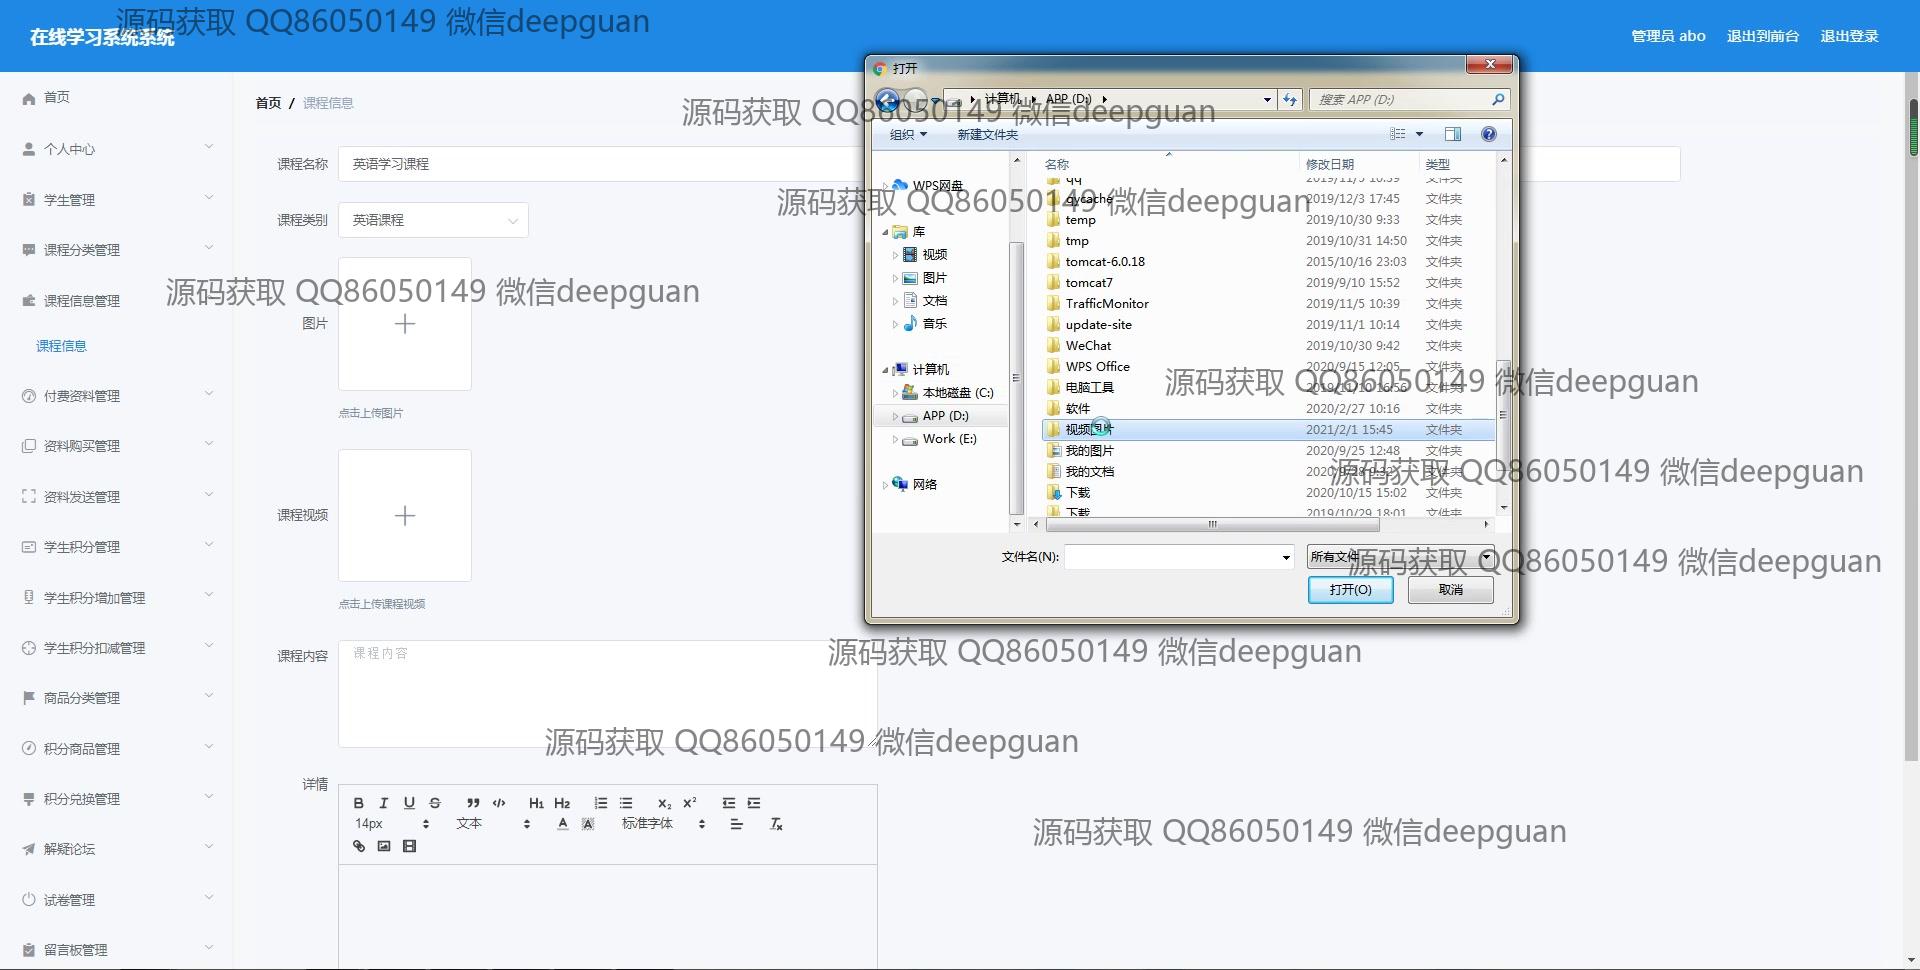 在线学习系统系统
管理员 abo
退出到前台
退出登录
源码获取 QQ86050149 微信deepguan
首页
个人中心
学生管理
课程分类管理
课程信息管理
课程信息
付费资料管理
资料购买管理
资料发送管理
学生积分管理
学生积分增加管理
学生积分扣减管理
商品分类管理
积分商品管理
积分兑换管理
解疑论坛
试卷管理
留言板管理
首页 / 课程信息
课程名称 英语学习课程
课程类别 英语课程
源码获取 QQ86050149 微信deepguan
图片
点击上传图片
课程视频
点击上传课程视频
课程内容 课程内容
详情
B I U S H1 H2 X2 X2
14px 文本 A A 标准字体 Tx
打开
计算机 APP (D:)
搜索 APP (D:)
源码获取 QQ86050149 微信deepguan
组织 新建文件夹
WPS网盘
库
视频
图片
文档
音乐
计算机
本地磁盘 (C:)
APP (D:)
Work (E:)
网络
名称 修改日期 类型
qq 2019/11/5 10:39 文件夹
qycache 2019/12/3 17:45 文件夹
源码获取 QQ86050149 微信deepguan
temp 2019/10/30 9:33 文件夹
tmp 2019/10/31 14:50 文件夹
tomcat-6.0.18 2015/10/16 23:03 文件夹
tomcat7 2019/9/10 15:52 文件夹
TrafficMonitor 2019/11/5 10:39 文件夹
update-site 2019/11/1 10:14 文件夹
WeChat 2019/10/30 9:42 文件夹
WPS Office 2020/9/15 12:05 文件夹
源码获取 QQ86050149 微信deepguan
电脑工具 2019/11/10 16:56 文件夹
软件 2020/2/27 10:16 文件夹
视频图片 2021/2/1 15:45 文件夹
我的图片 2020/9/25 12:48 文件夹
我的文档 2020/9/28 9:32 文件夹
源码获取 QQ86050149 微信deepguan
下载 2020/10/15 15:02 文件夹
下载 2019/10/29 18:01 文件夹
文件名(N): 所有文件
源码获取 QQ86050149 微信deepguan
打开(O) 取消
源码获取 QQ86050149 微信deepguan
源码获取 QQ86050149 微信deepguan
源码获取 QQ86050149 微信deepguan